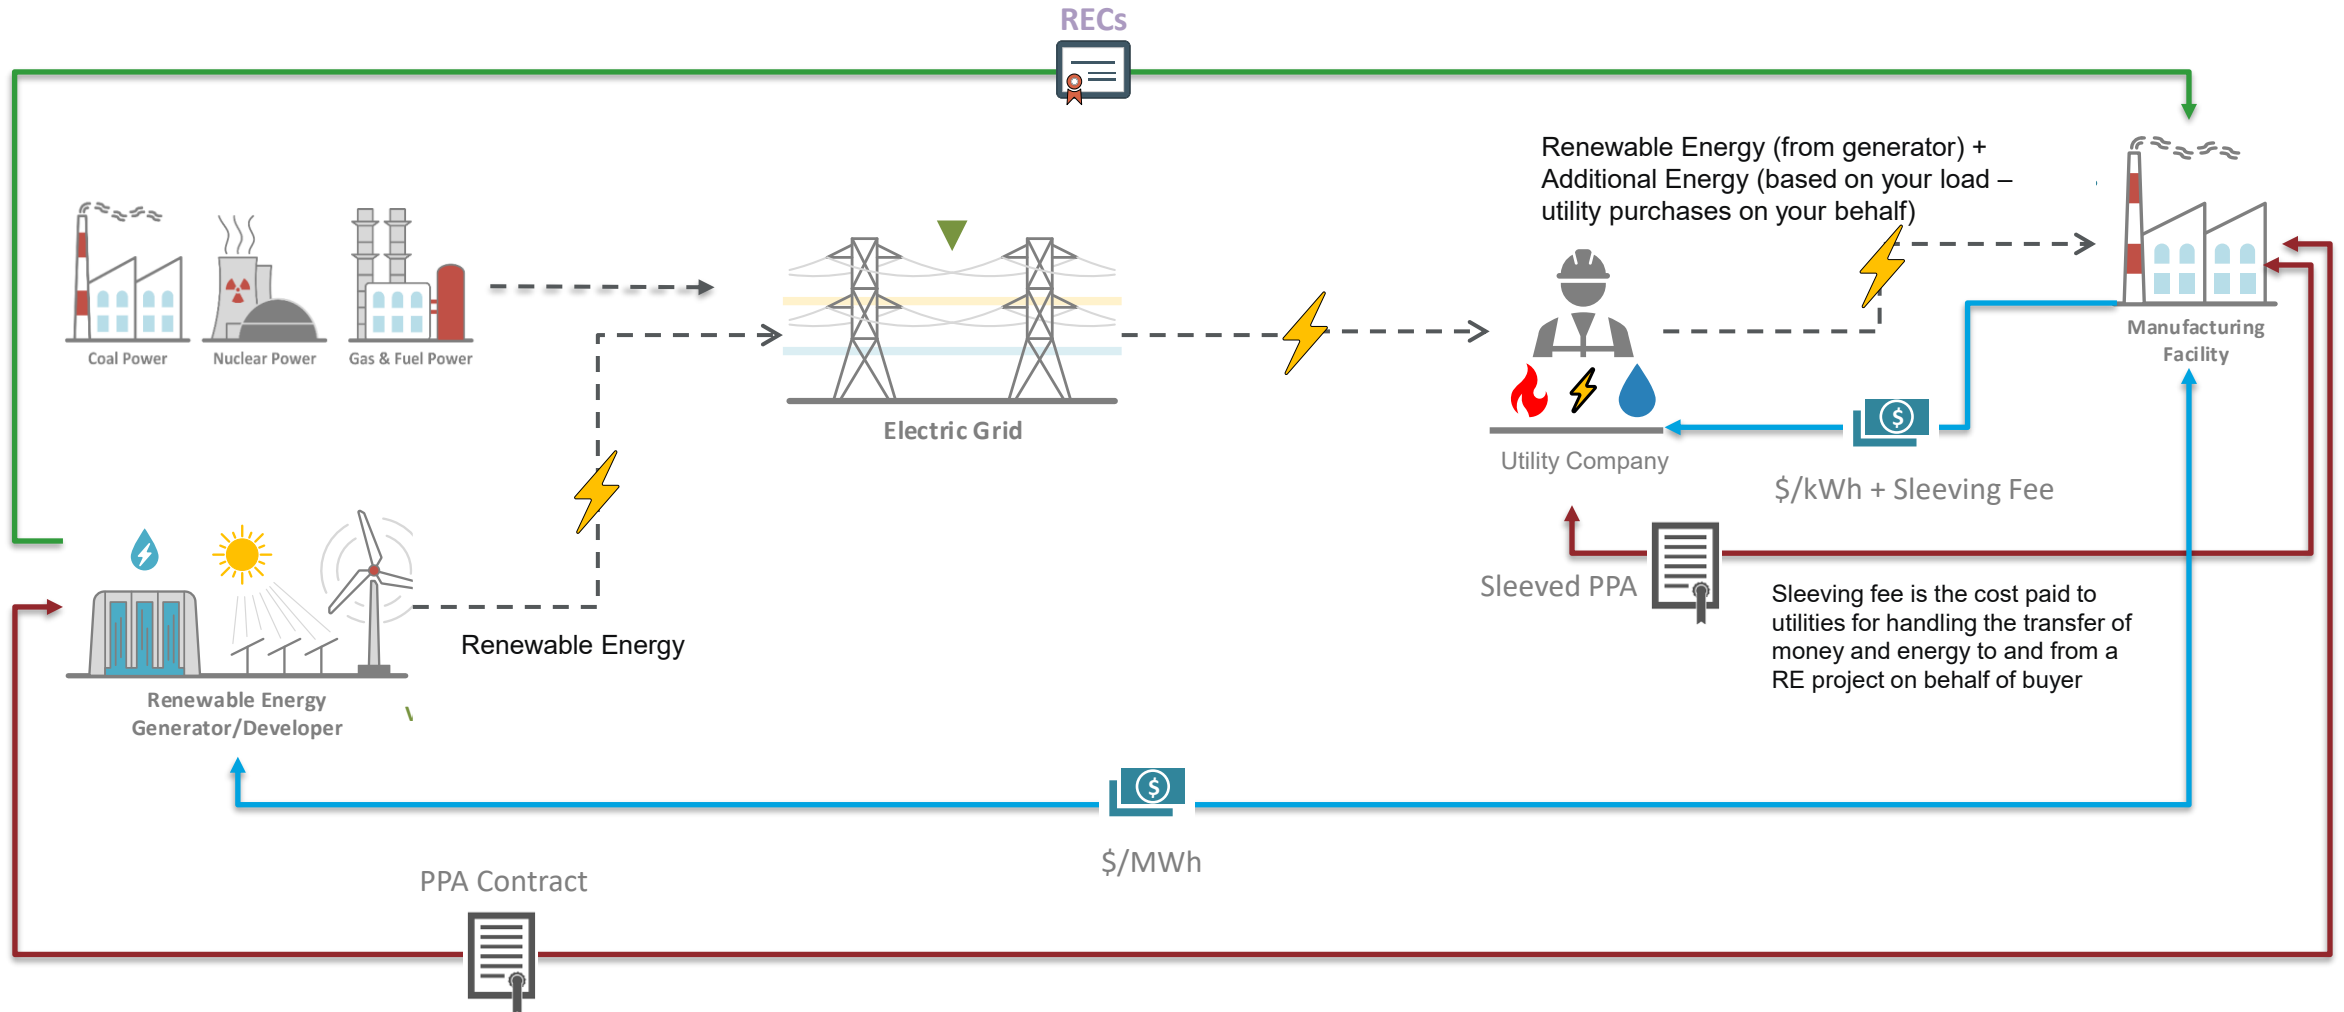 RECs
Renewable Energy (from generator) +
Additional Energy (based on your load –
utility purchases on your behalf)
Coal Power
Nuclear Power
Gas & Fuel Power
Electric Grid
Utility Company
Manufacturing
Facility
$
$/kWh + Sleeving Fee
Sleeved PPA
Sleeving fee is the cost paid to
utilities for handling the transfer of
money and energy to and from a
RE project on behalf of buyer
Renewable Energy
Renewable Energy
Generator/Developer
$
$/MWh
PPA Contract